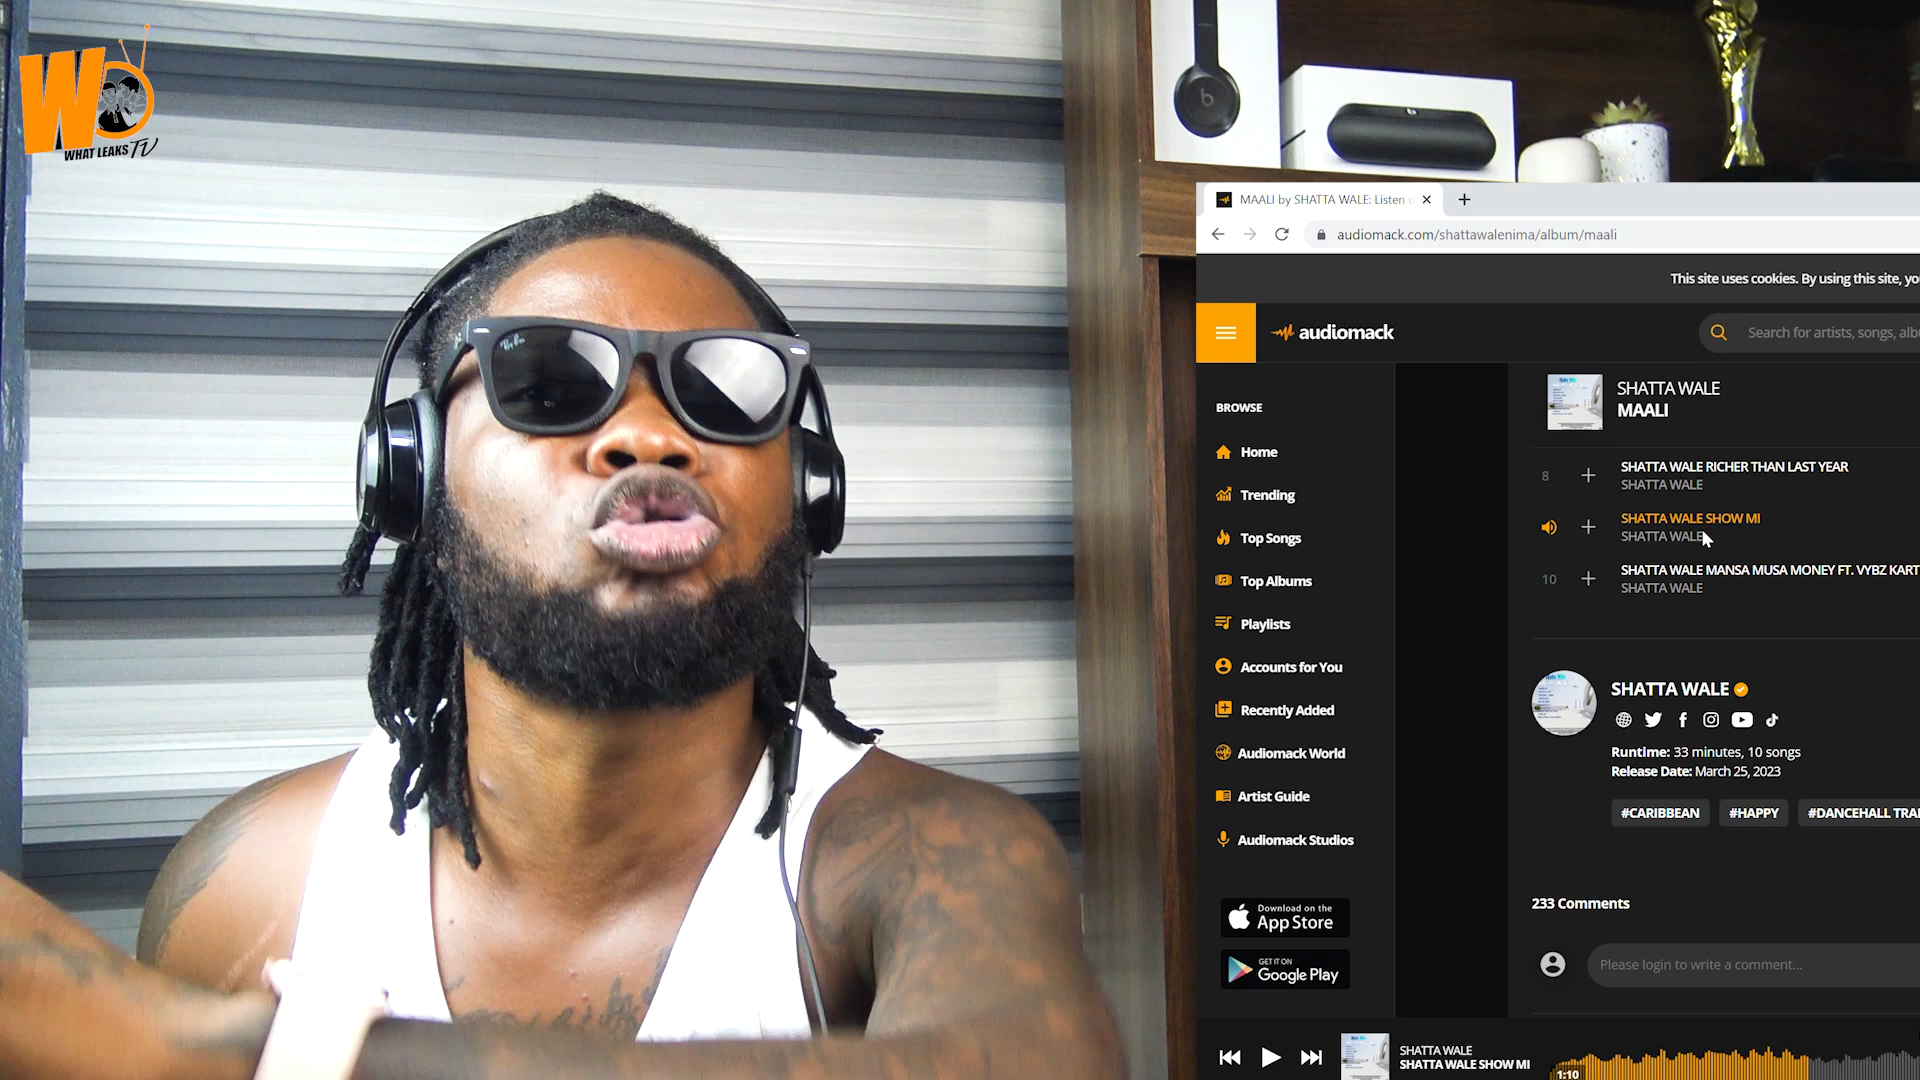 W
WHAT LEAKS TV
Ray-Ban
b
MAALI by SHATTA WALE: Listen
audiomack.com/shattawalenima/album/maali
This site uses cookies. By using this site, yo
audiomack
Search for artists, songs, alb
BROWSE
Home
Trending
Top Songs
Top Albums
Playlists
Accounts for You
Recently Added
Audiomack World
Artist Guide
Audiomack Studios
Download on the
App Store
GET IT ON
Google Play
SHATTA WALE
MAALI
8
SHATTA WALE RICHER THAN LAST YEAR
SHATTA WALE
SHATTA WALE SHOW MI
SHATTA WALE
10
SHATTA WALE MANSA MUSA MONEY FT. VYBZ KART
SHATTA WALE
SHATTA WALE
Runtime: 33 minutes, 10 songs
Release Date: March 25, 2023
#CARIBBEAN
#HAPPY
#DANCEHALL TRA
233 Comments
Please login to write a comment...
SHATTA WALE
SHATTA WALE SHOW MI
1:10